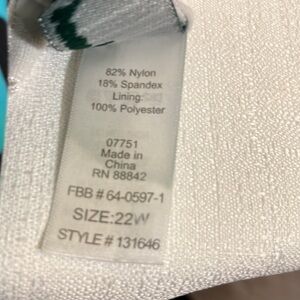 82% Nylon
18% Spandex
Lining:
100% Polyester
07751
Made in
China
RN 88842
FBB # 64-0597-1
SIZE:22W
STYLE # 131646